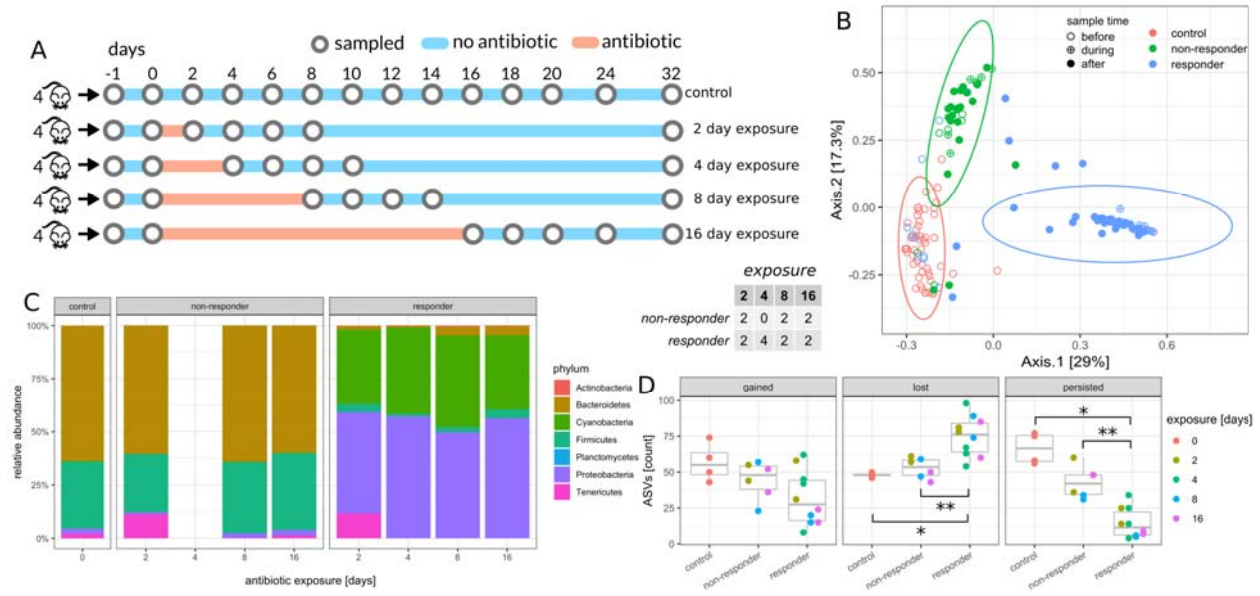 A
days
sampled no antibiotic antibiotic
-1 0 2 4 6 8 10 12 14 16 18 20 24 32
4 control
4 2 day exposure
4 4 day exposure
4 8 day exposure
4 16 day exposure
B
sample time
before
during
after
control
non-responder
responder
Axis.2 [17.3%]
0.50
0.25
0.00
-0.25
-0.3 0.0 0.3 0.6
Axis.1 [29%]
C
control non-responder responder
relative abundance
100%
75%
50%
25%
0%
0 2 4 8 16 2 4 8 16
antibiotic exposure [days]
phylum
Actinobacteria
Bacteroidetes
Cyanobacteria
Firmicutes
Planctomycetes
Proteobacteria
Tenericutes
exposure
2 4 8 16
non-responder 2 0 2 2
responder 2 4 2 2
D
gained lost persisted
ASVs [count]
100
75
50
25
0
* ** * **
control non-responder responder control non-responder responder control non-responder responder
exposure [days]
0
2
4
8
16